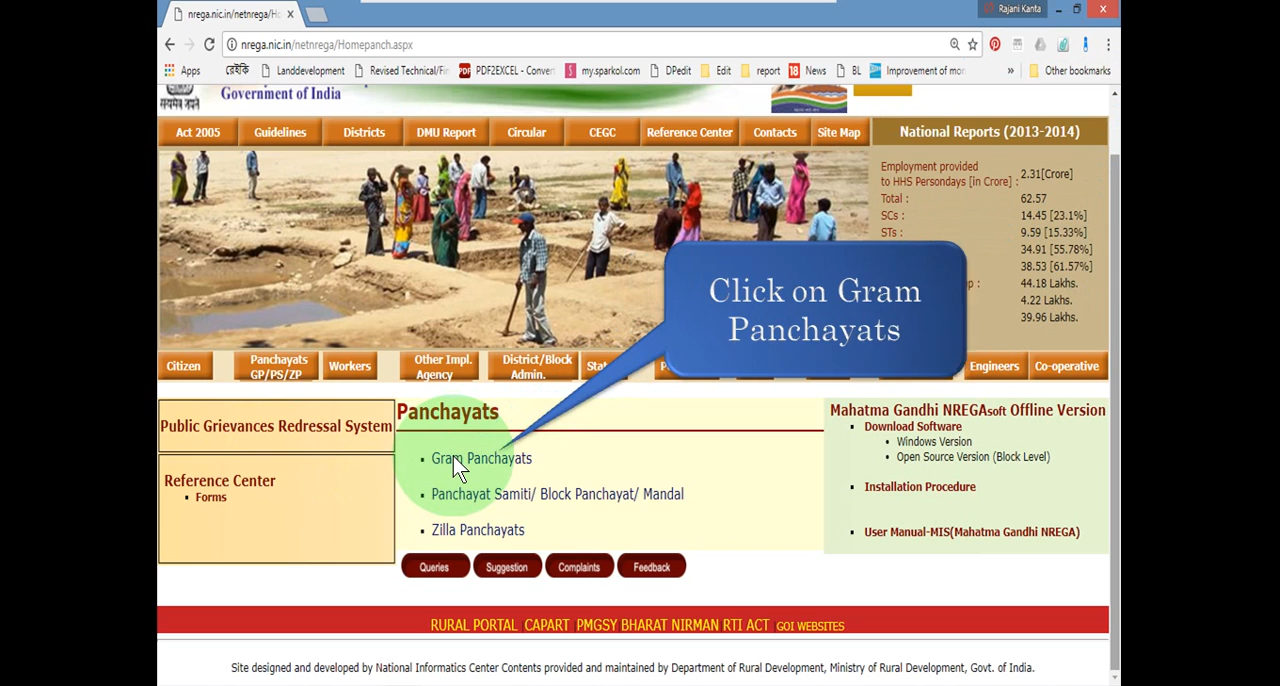 nrega.nic.in/netnrega/Ho
Rajani Kanta
nrega.nic.in/netnrega/Homepanch.aspx
Apps
রেইকি
Landdevelopment
Revised Technical/Fin
PDF2EXCEL - Conver
my.sparkol.com
DPedit
Edit
report
18 News
BL
Improvement of mor
»
Other bookmarks
सत्यमेव जयते
Government of India
Act 2005
Guidelines
Districts
DMU Report
Circular
CEGC
Reference Center
Contacts
Site Map
National Reports (2013-2014)
Employment provided
to HHS Persondays [in Crore] :
2.31[Crore]
Total : 62.57
SCs : 14.45 [23.1%]
STs : 9.59 [15.33%]
34.91 [55.78%]
38.53 [61.57%]
44.18 Lakhs.
4.22 Lakhs.
39.96 Lakhs.
Click on Gram
Panchayats
Citizen
Panchayats
GP/PS/ZP
Workers
Other Impl.
Agency
District/Block
Admin.
Engineers
Co-operative
Public Grievances Redressal System
Reference Center
Forms
Panchayats
Gram Panchayats
Panchayat Samiti/ Block Panchayat/ Mandal
Zilla Panchayats
Queries
Suggestion
Complaints
Feedback
Mahatma Gandhi NREGAsoft Offline Version
Download Software
Windows Version
Open Source Version (Block Level)
Installation Procedure
User Manual-MIS(Mahatma Gandhi NREGA)
RURAL PORTAL |CAPART |PMGSY|BHARAT NIRMAN|RTI ACT |GOI WEBSITES
Site designed and developed by National Informatics Center Contents provided and maintained by Department of Rural Development, Ministry of Rural Development, Govt. of India.